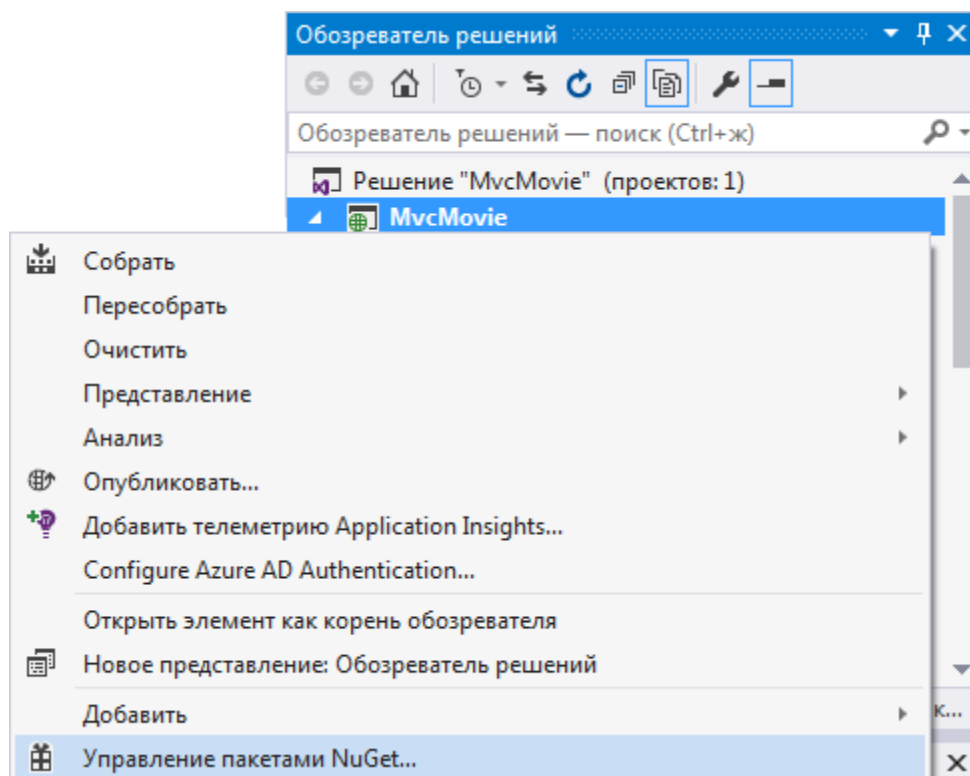 Обозреватель решений
Обозреватель решений — поиск (Ctrl+ж)
Решение "MvcMovie" (проектов: 1)
MvcMovie
Собрать
Пересобрать
Очистить
Представление
Анализ
Опубликовать...
Добавить телеметрию Application Insights...
Configure Azure AD Authentication...
Открыть элемент как корень обозревателя
Новое представление: Обозреватель решений
Добавить
к...
Управление пакетами NuGet...